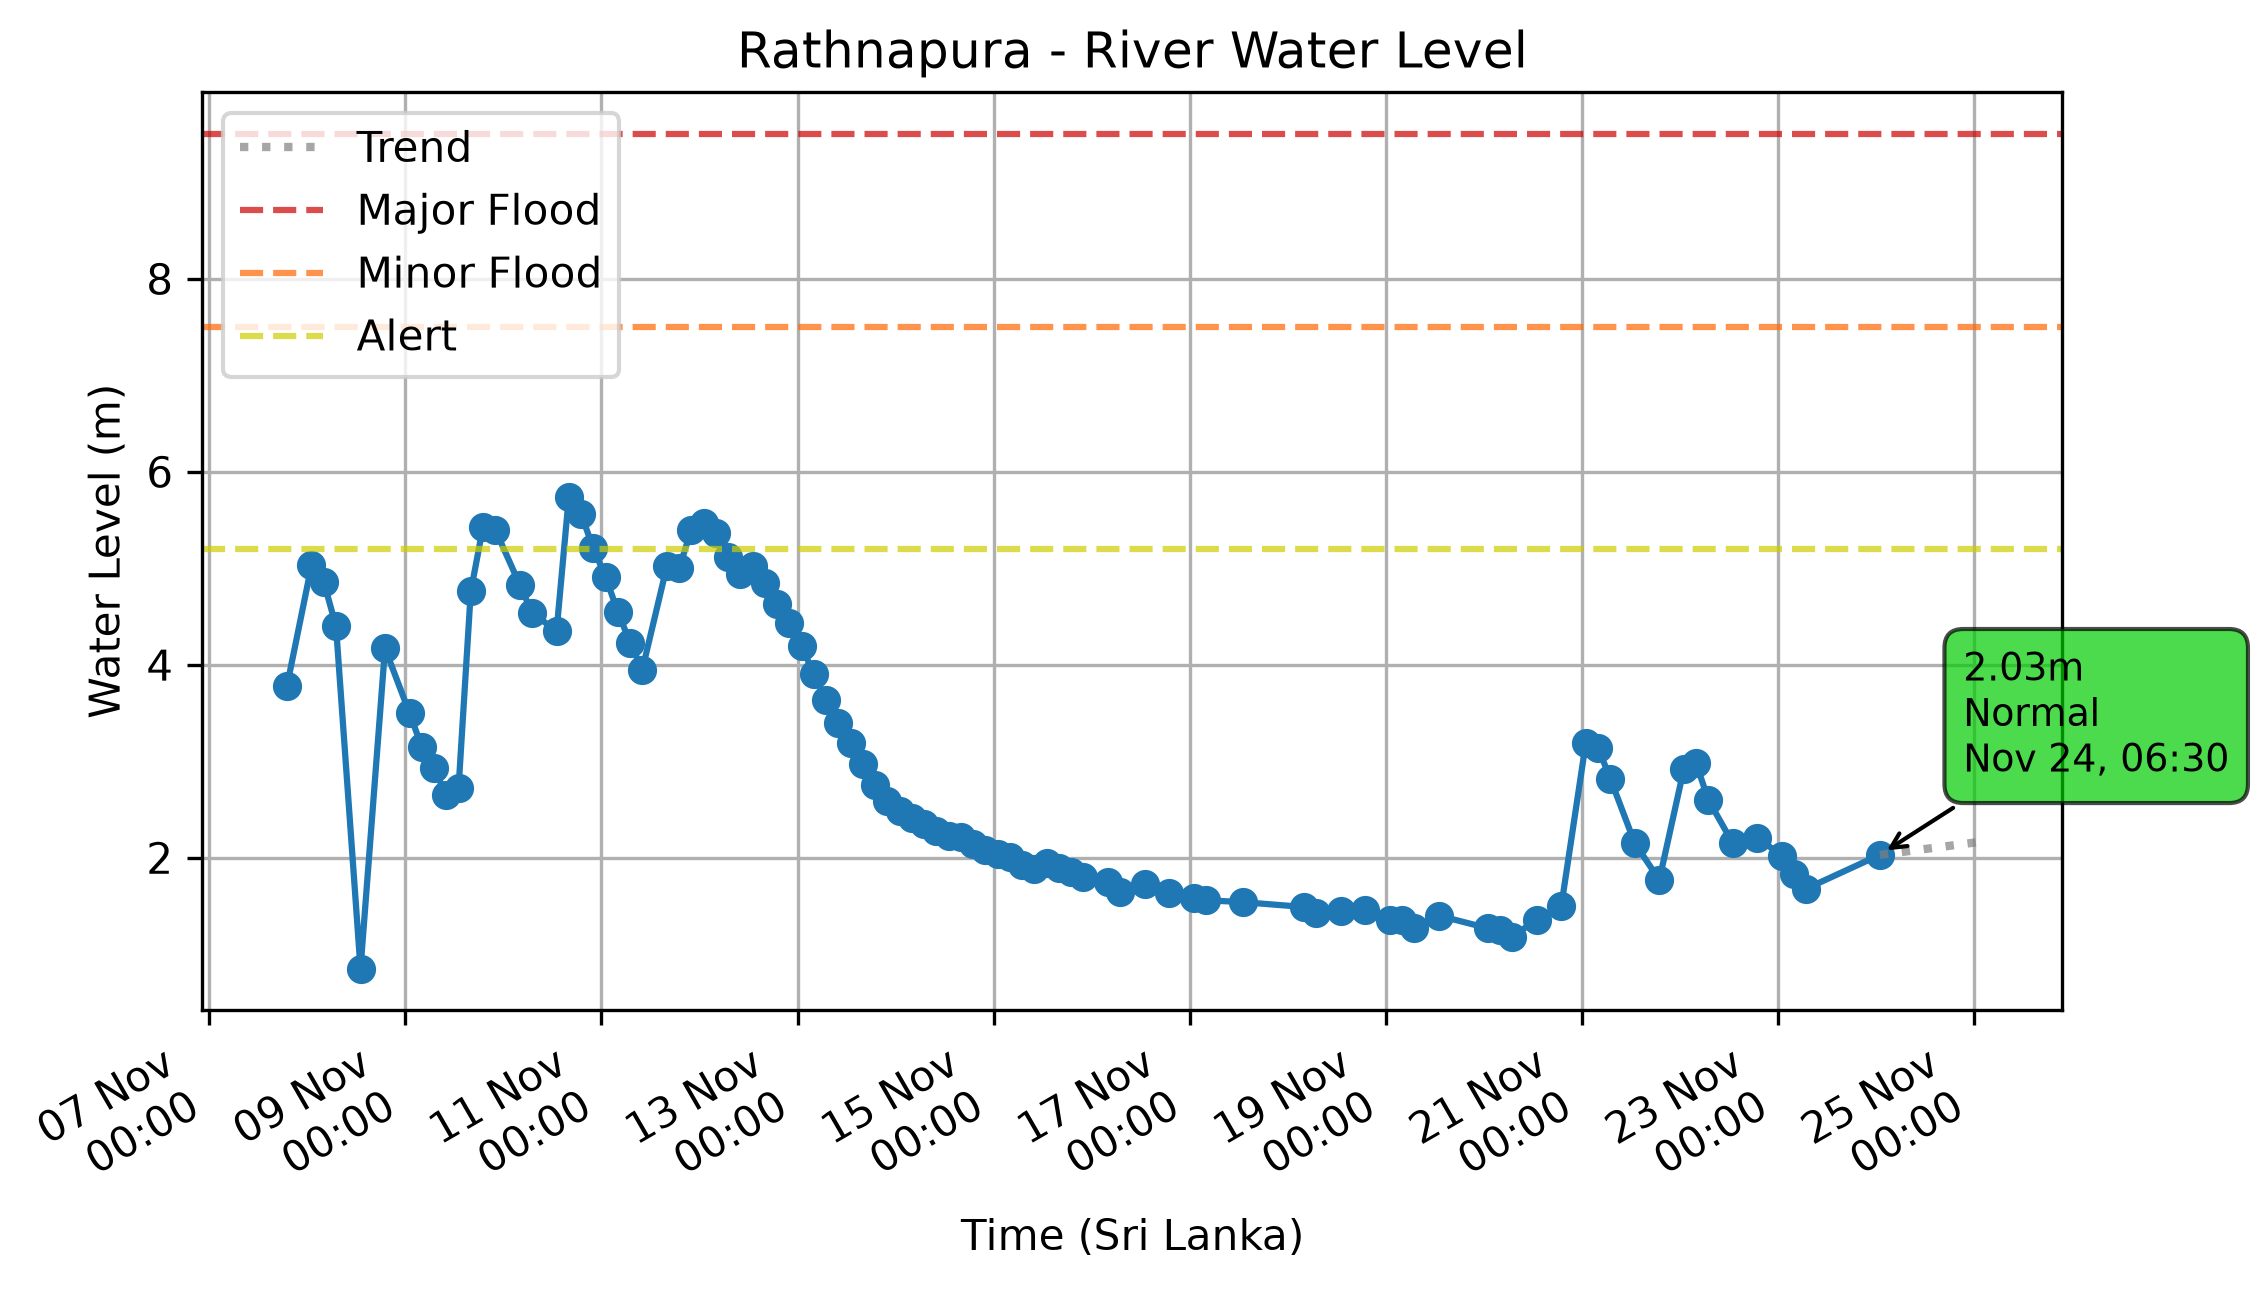 Rathnapura - River Water Level
Trend
Major Flood
Minor Flood
Alert
Water Level (m)
8
6
4
2
2.03m
Normal
Nov 24, 06:30
07 Nov
00:00
09 Nov
00:00
11 Nov
00:00
13 Nov
00:00
15 Nov
00:00
17 Nov
00:00
19 Nov
00:00
21 Nov
00:00
23 Nov
00:00
25 Nov
00:00
Time (Sri Lanka)